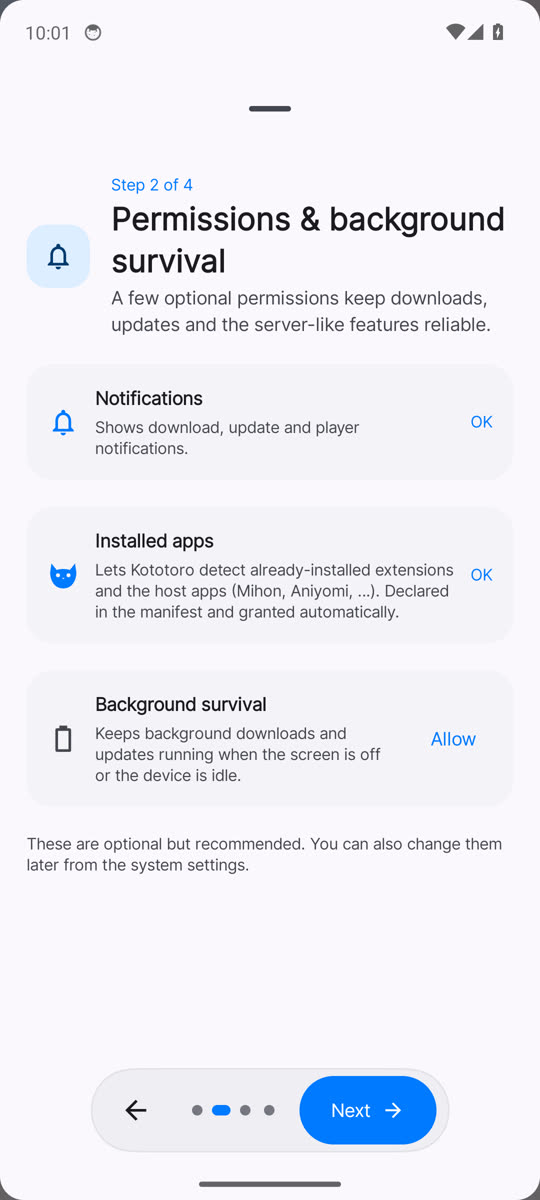 10:01
Step 2 of 4
Permissions & background
survival
A few optional permissions keep downloads,
updates and the server-like features reliable.
Notifications
Shows download, update and player
notifications.
OK
Installed apps
Lets Kototoro detect already-installed extensions
and the host apps (Mihon, Aniyomi, ...). Declared
in the manifest and granted automatically.
OK
Background survival
Keeps background downloads and
updates running when the screen is off
or the device is idle.
Allow
These are optional but recommended. You can also change them
later from the system settings.
Next